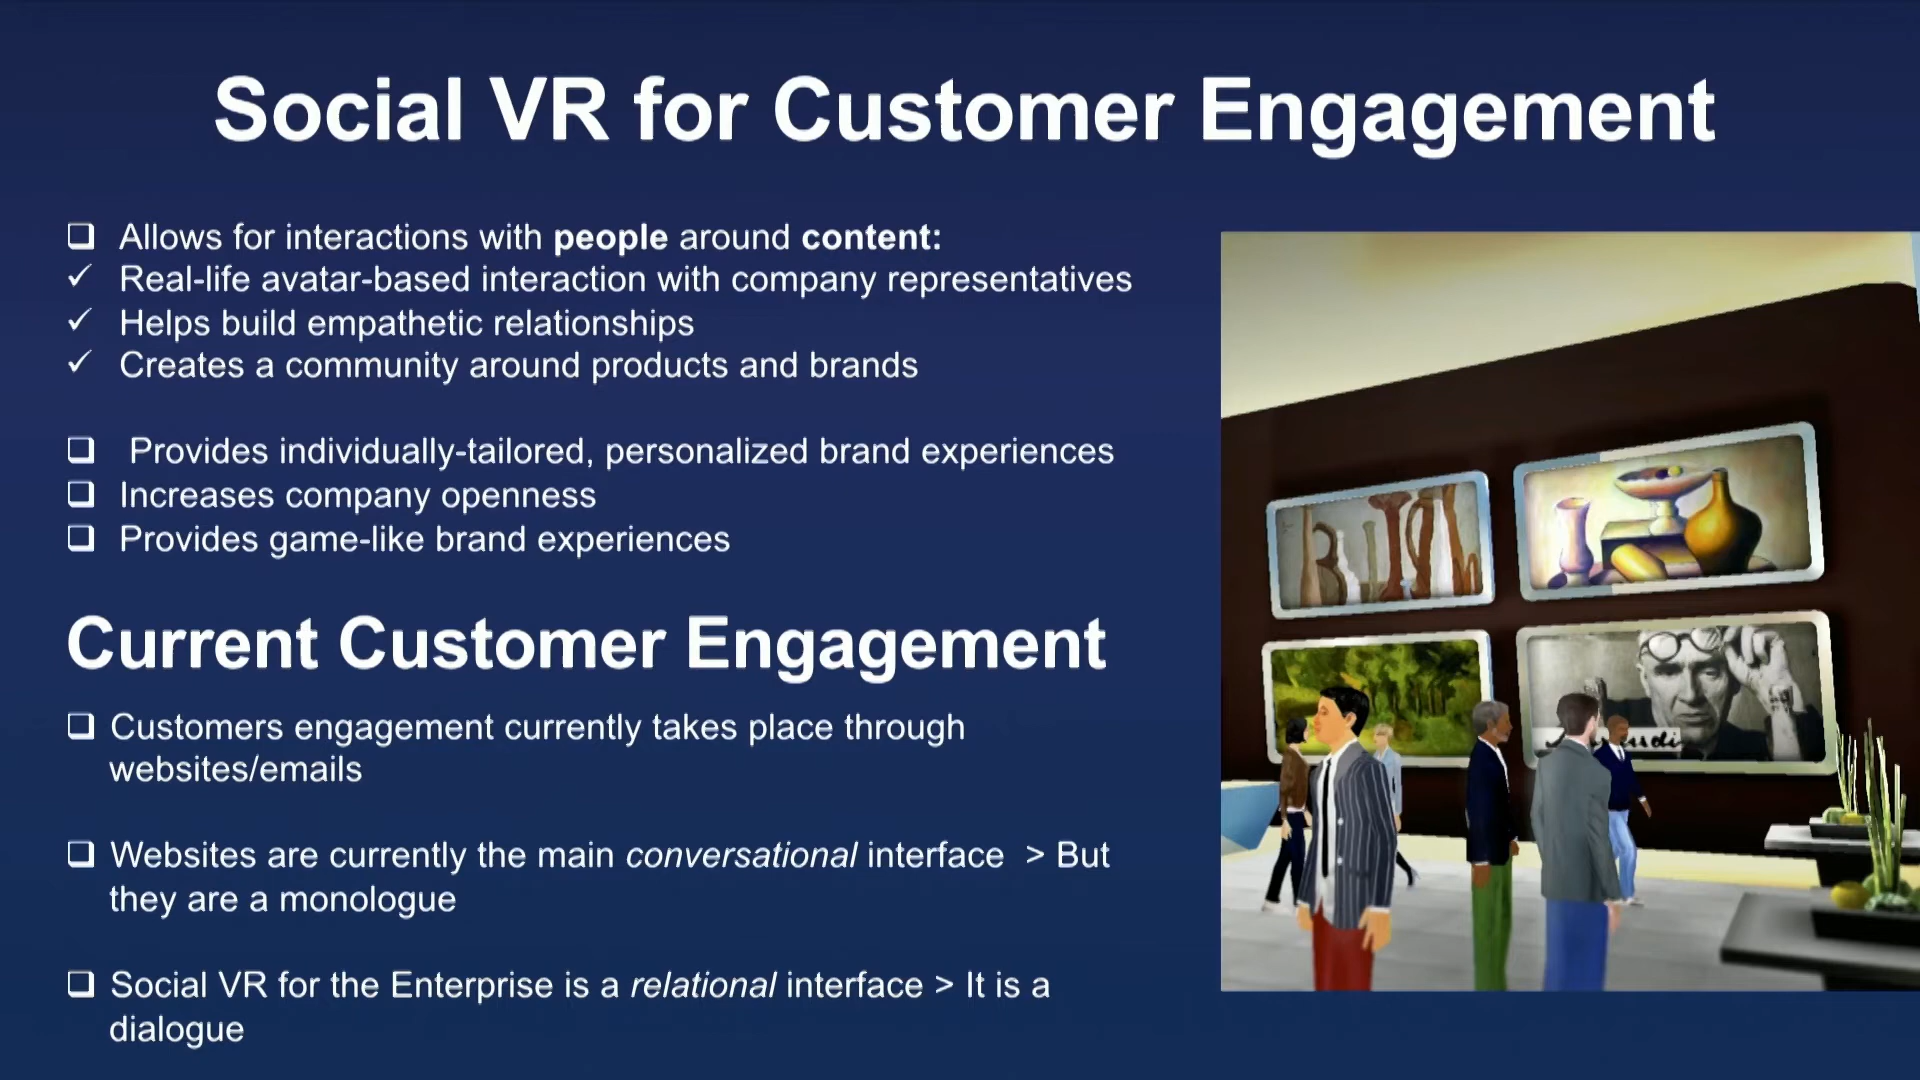 Social VR for Customer Engagement
❑ Allows for interactions with people around content:
✓ Real-life avatar-based interaction with company representatives
✓ Helps build empathetic relationships
✓ Creates a community around products and brands
❑ Provides individually-tailored, personalized brand experiences
❑ Increases company openness
❑ Provides game-like brand experiences
Current Customer Engagement
❑ Customers engagement currently takes place through
websites/emails
❑ Websites are currently the main conversational interface > But
they are a monologue
❑ Social VR for the Enterprise is a relational interface > It is a
dialogue